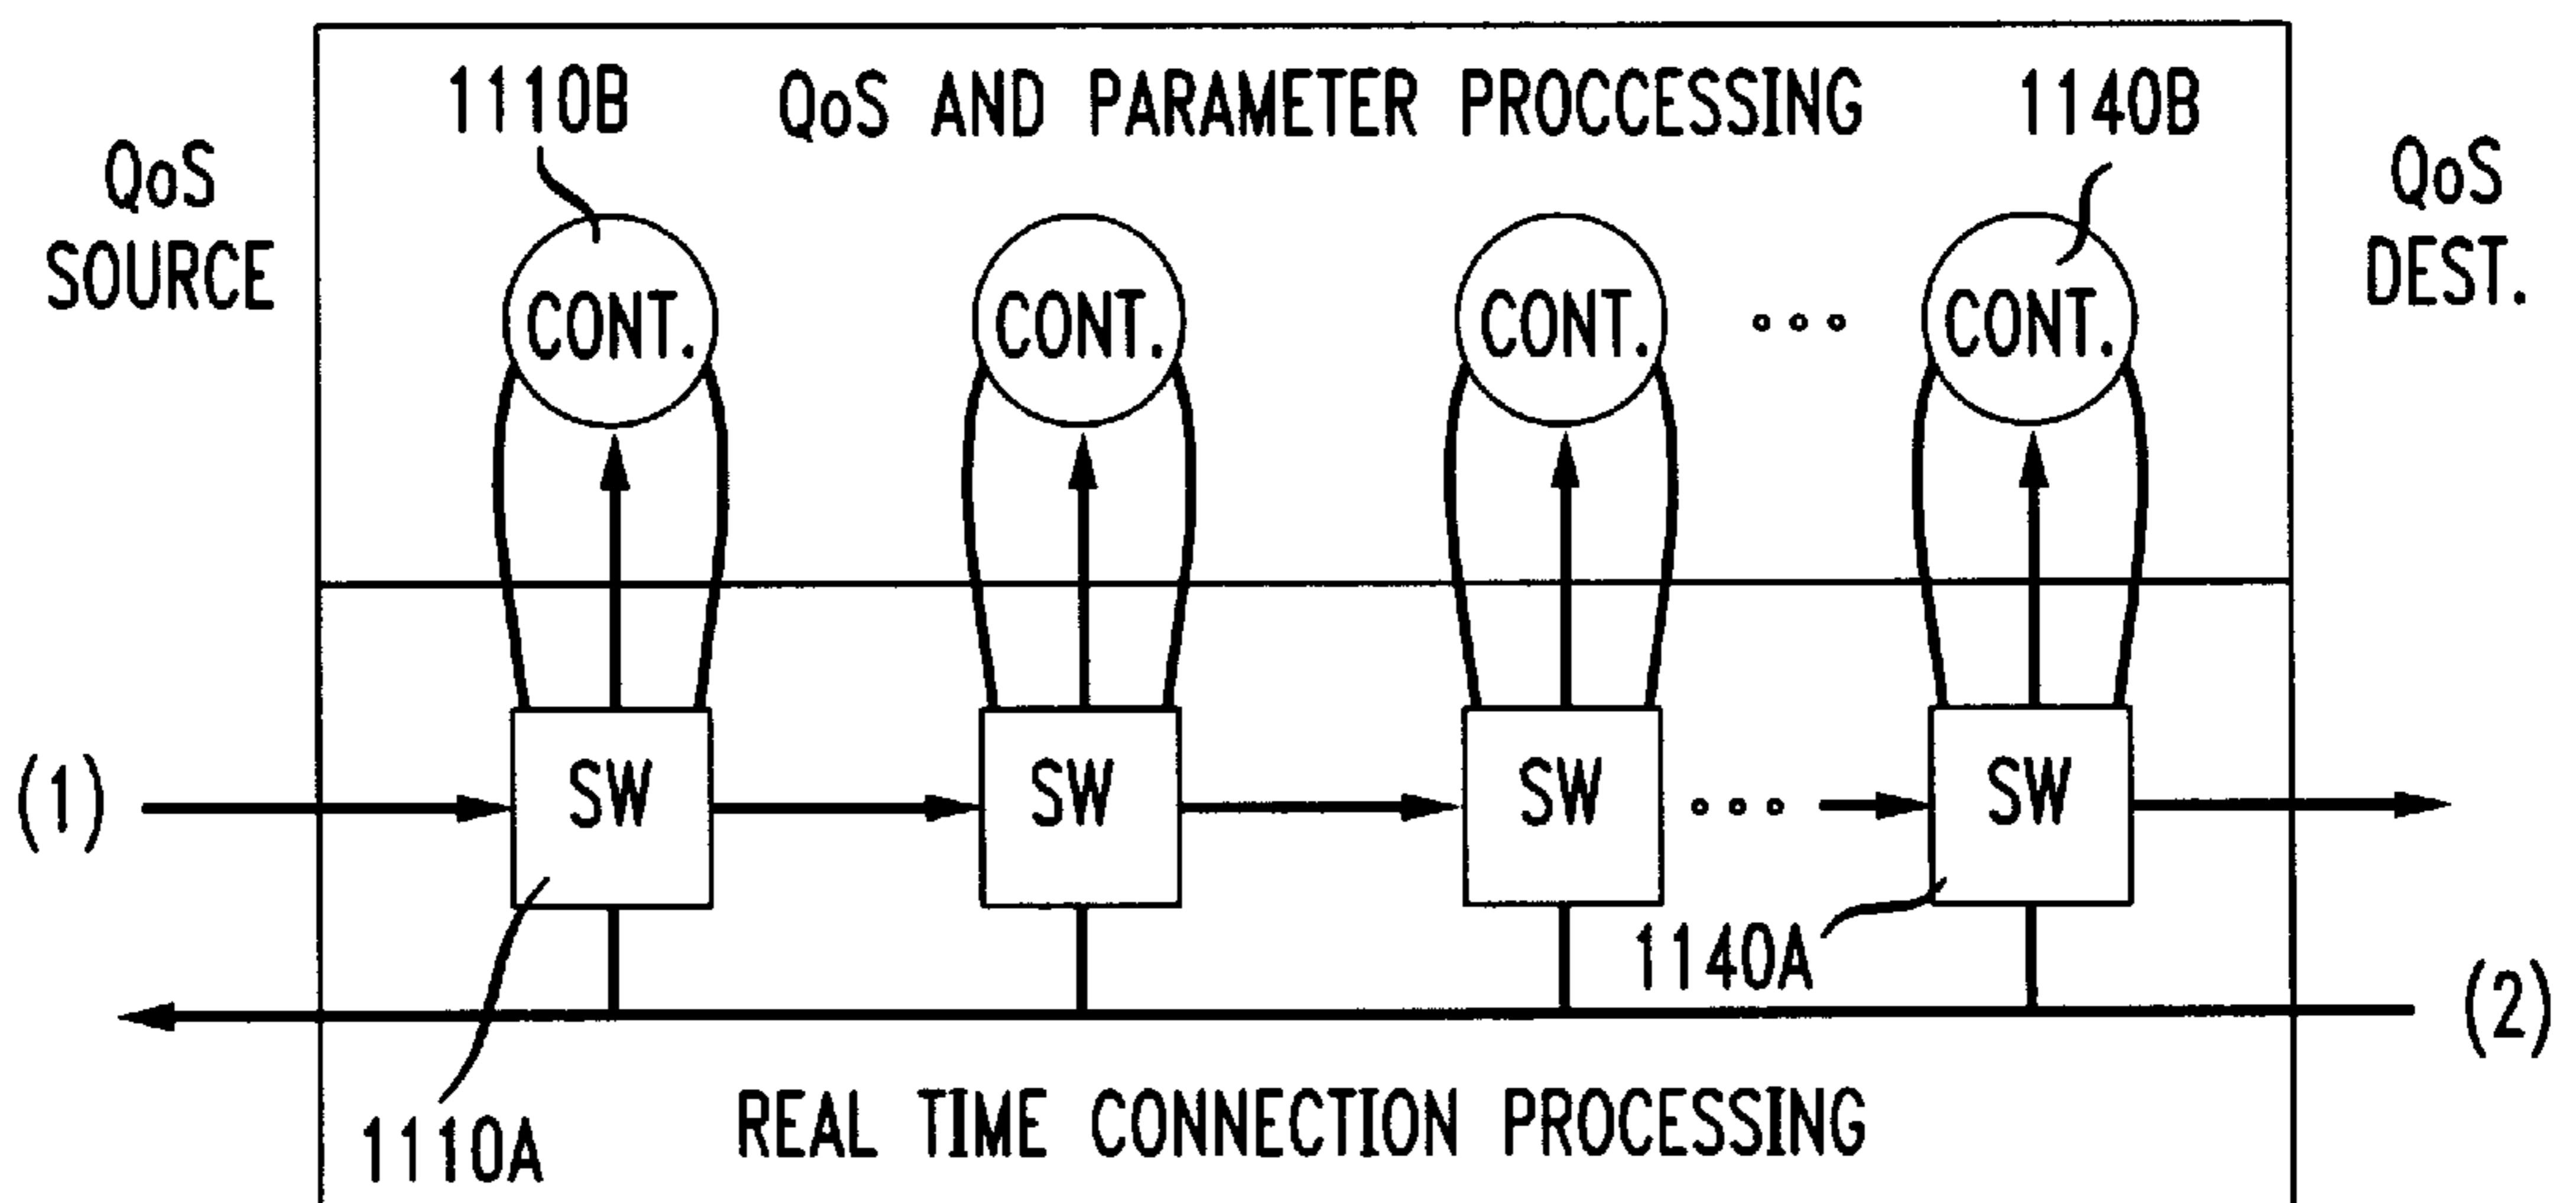 1110B QoS AND PARAMETER PROCCESSING 1140B
QoS
SOURCE
QoS
DEST.
CONT. CONT. CONT. CONT.
(1) SW SW SW SW
1140A
(2)
1110A REAL TIME CONNECTION PROCESSING